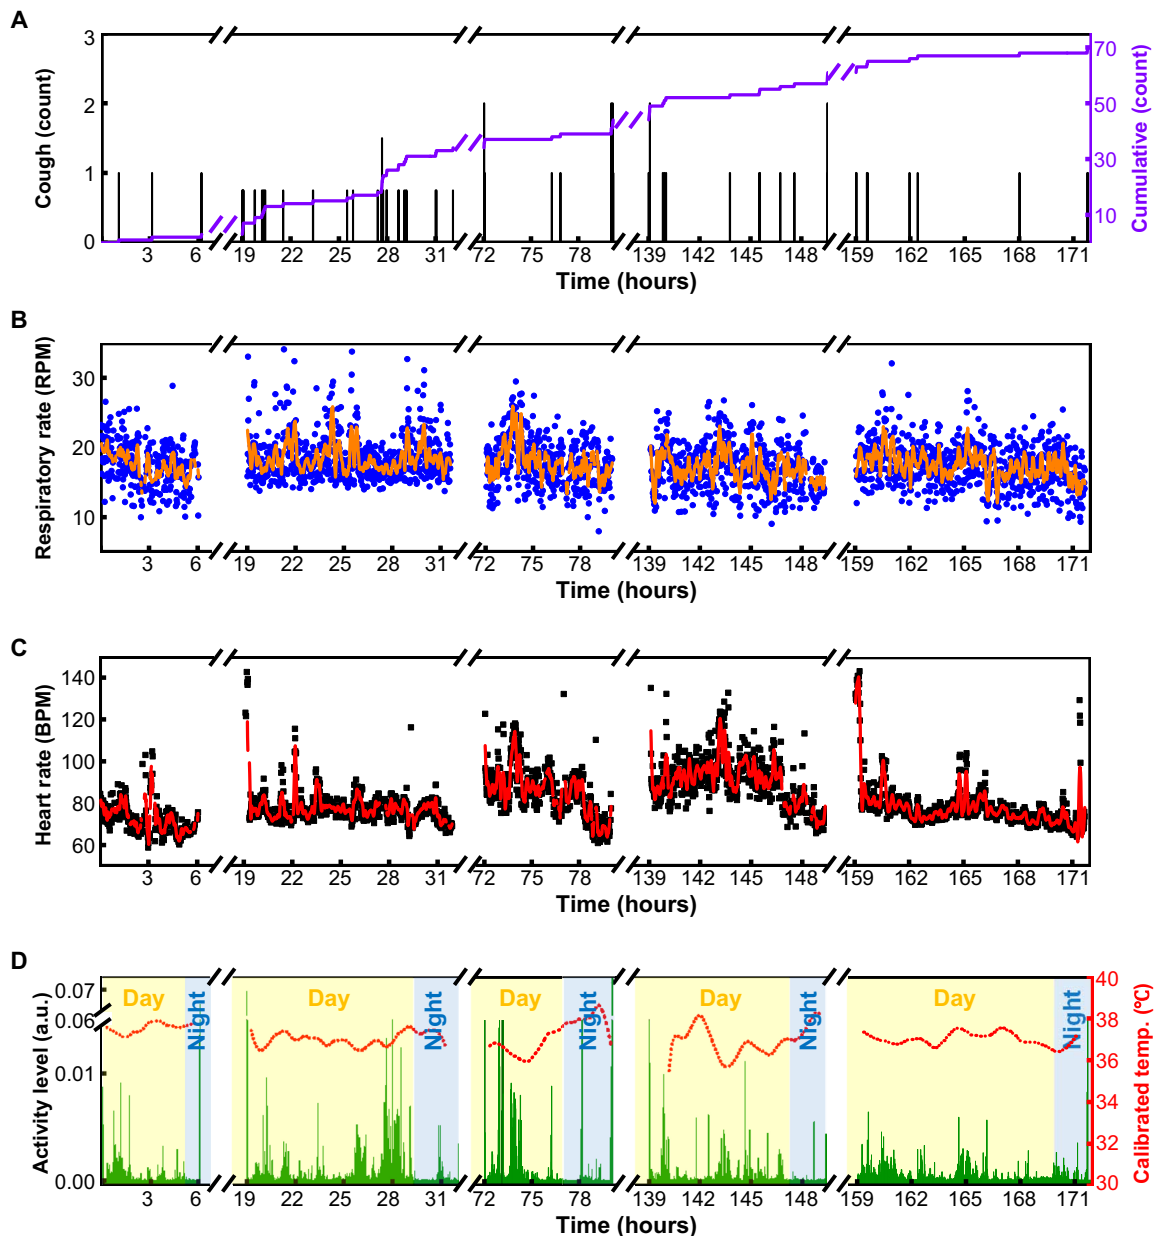 A
Cough (count)
3
2
1
0
70
50
30
10
Cumulative (count)
3 6 19 22 25 28 31 72 75 78 139 142 145 148 159 162 165 168 171
Time (hours)
B
Respiratory rate (RPM)
30
20
10
3 6 19 22 25 28 31 72 75 78 139 142 145 148 159 162 165 168 171
Time (hours)
C
Heart rate (BPM)
140
120
100
80
60
3 6 19 22 25 28 31 72 75 78 139 142 145 148 159 162 165 168 171
Time (hours)
D
Activity level (a.u.)
0.07
0.06
0.01
0.00
Day Night Day Night Day Night Day Night Day Night
40
38
36
34
32
30
Calibrated temp. (ºC)
3 6 19 22 25 28 31 72 75 78 139 142 145 148 159 162 165 168 171
Time (hours)